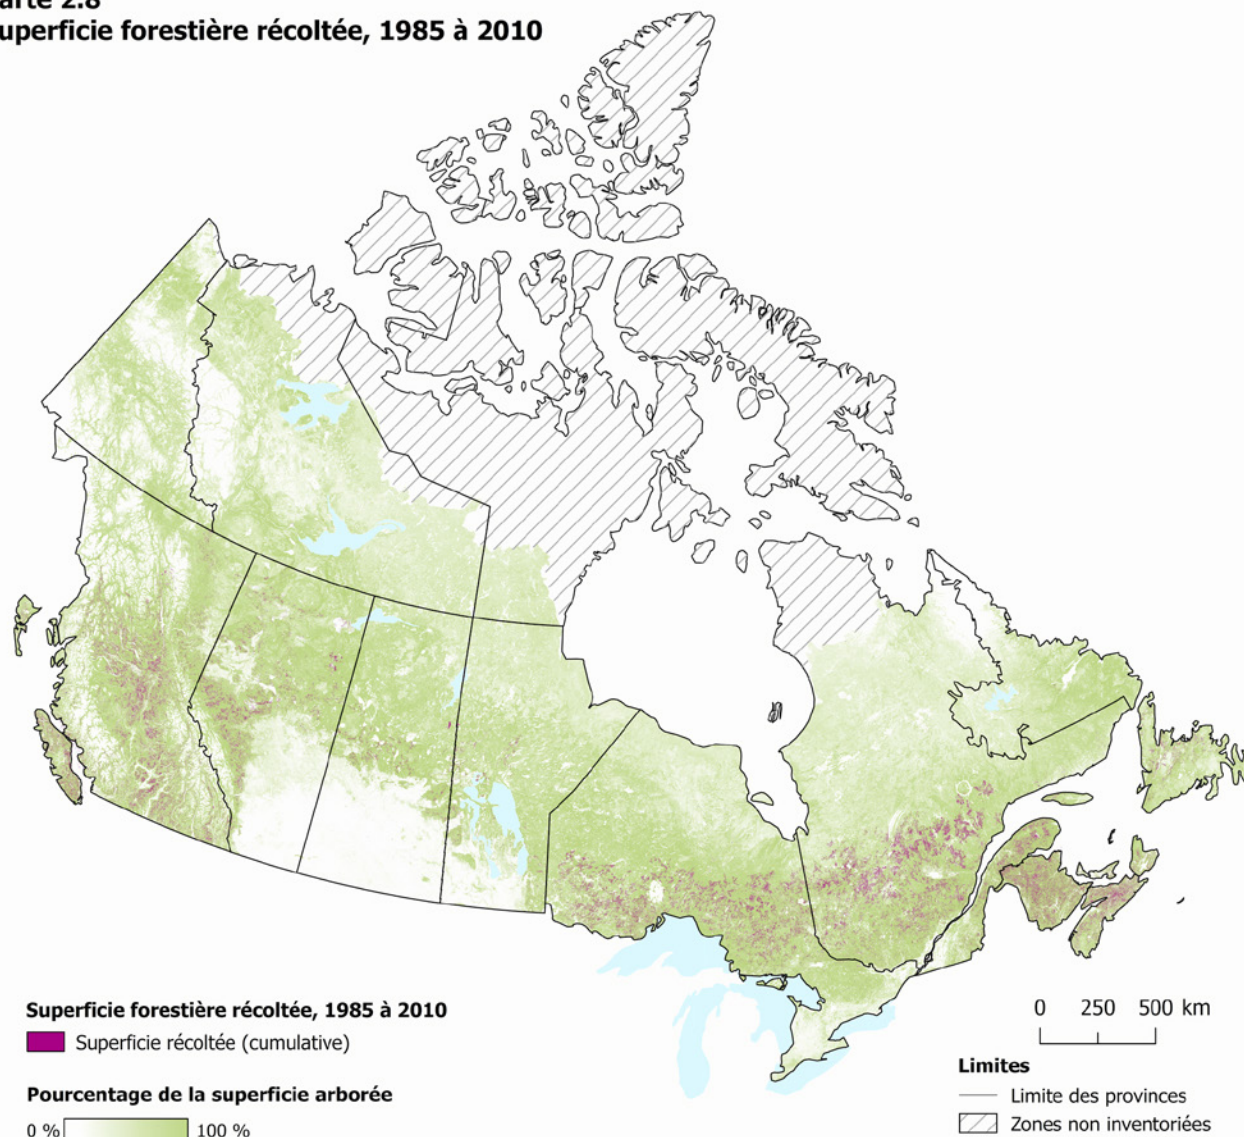 arte 2.8
uperficie forestière récoltée, 1985 à 2010
Superficie forestière récoltée, 1985 à 2010
Superficie récoltée (cumulative)
Pourcentage de la superficie arborée
0 % 100 %
0 250 500 km
Limites
Limite des provinces
Zones non inventoriées